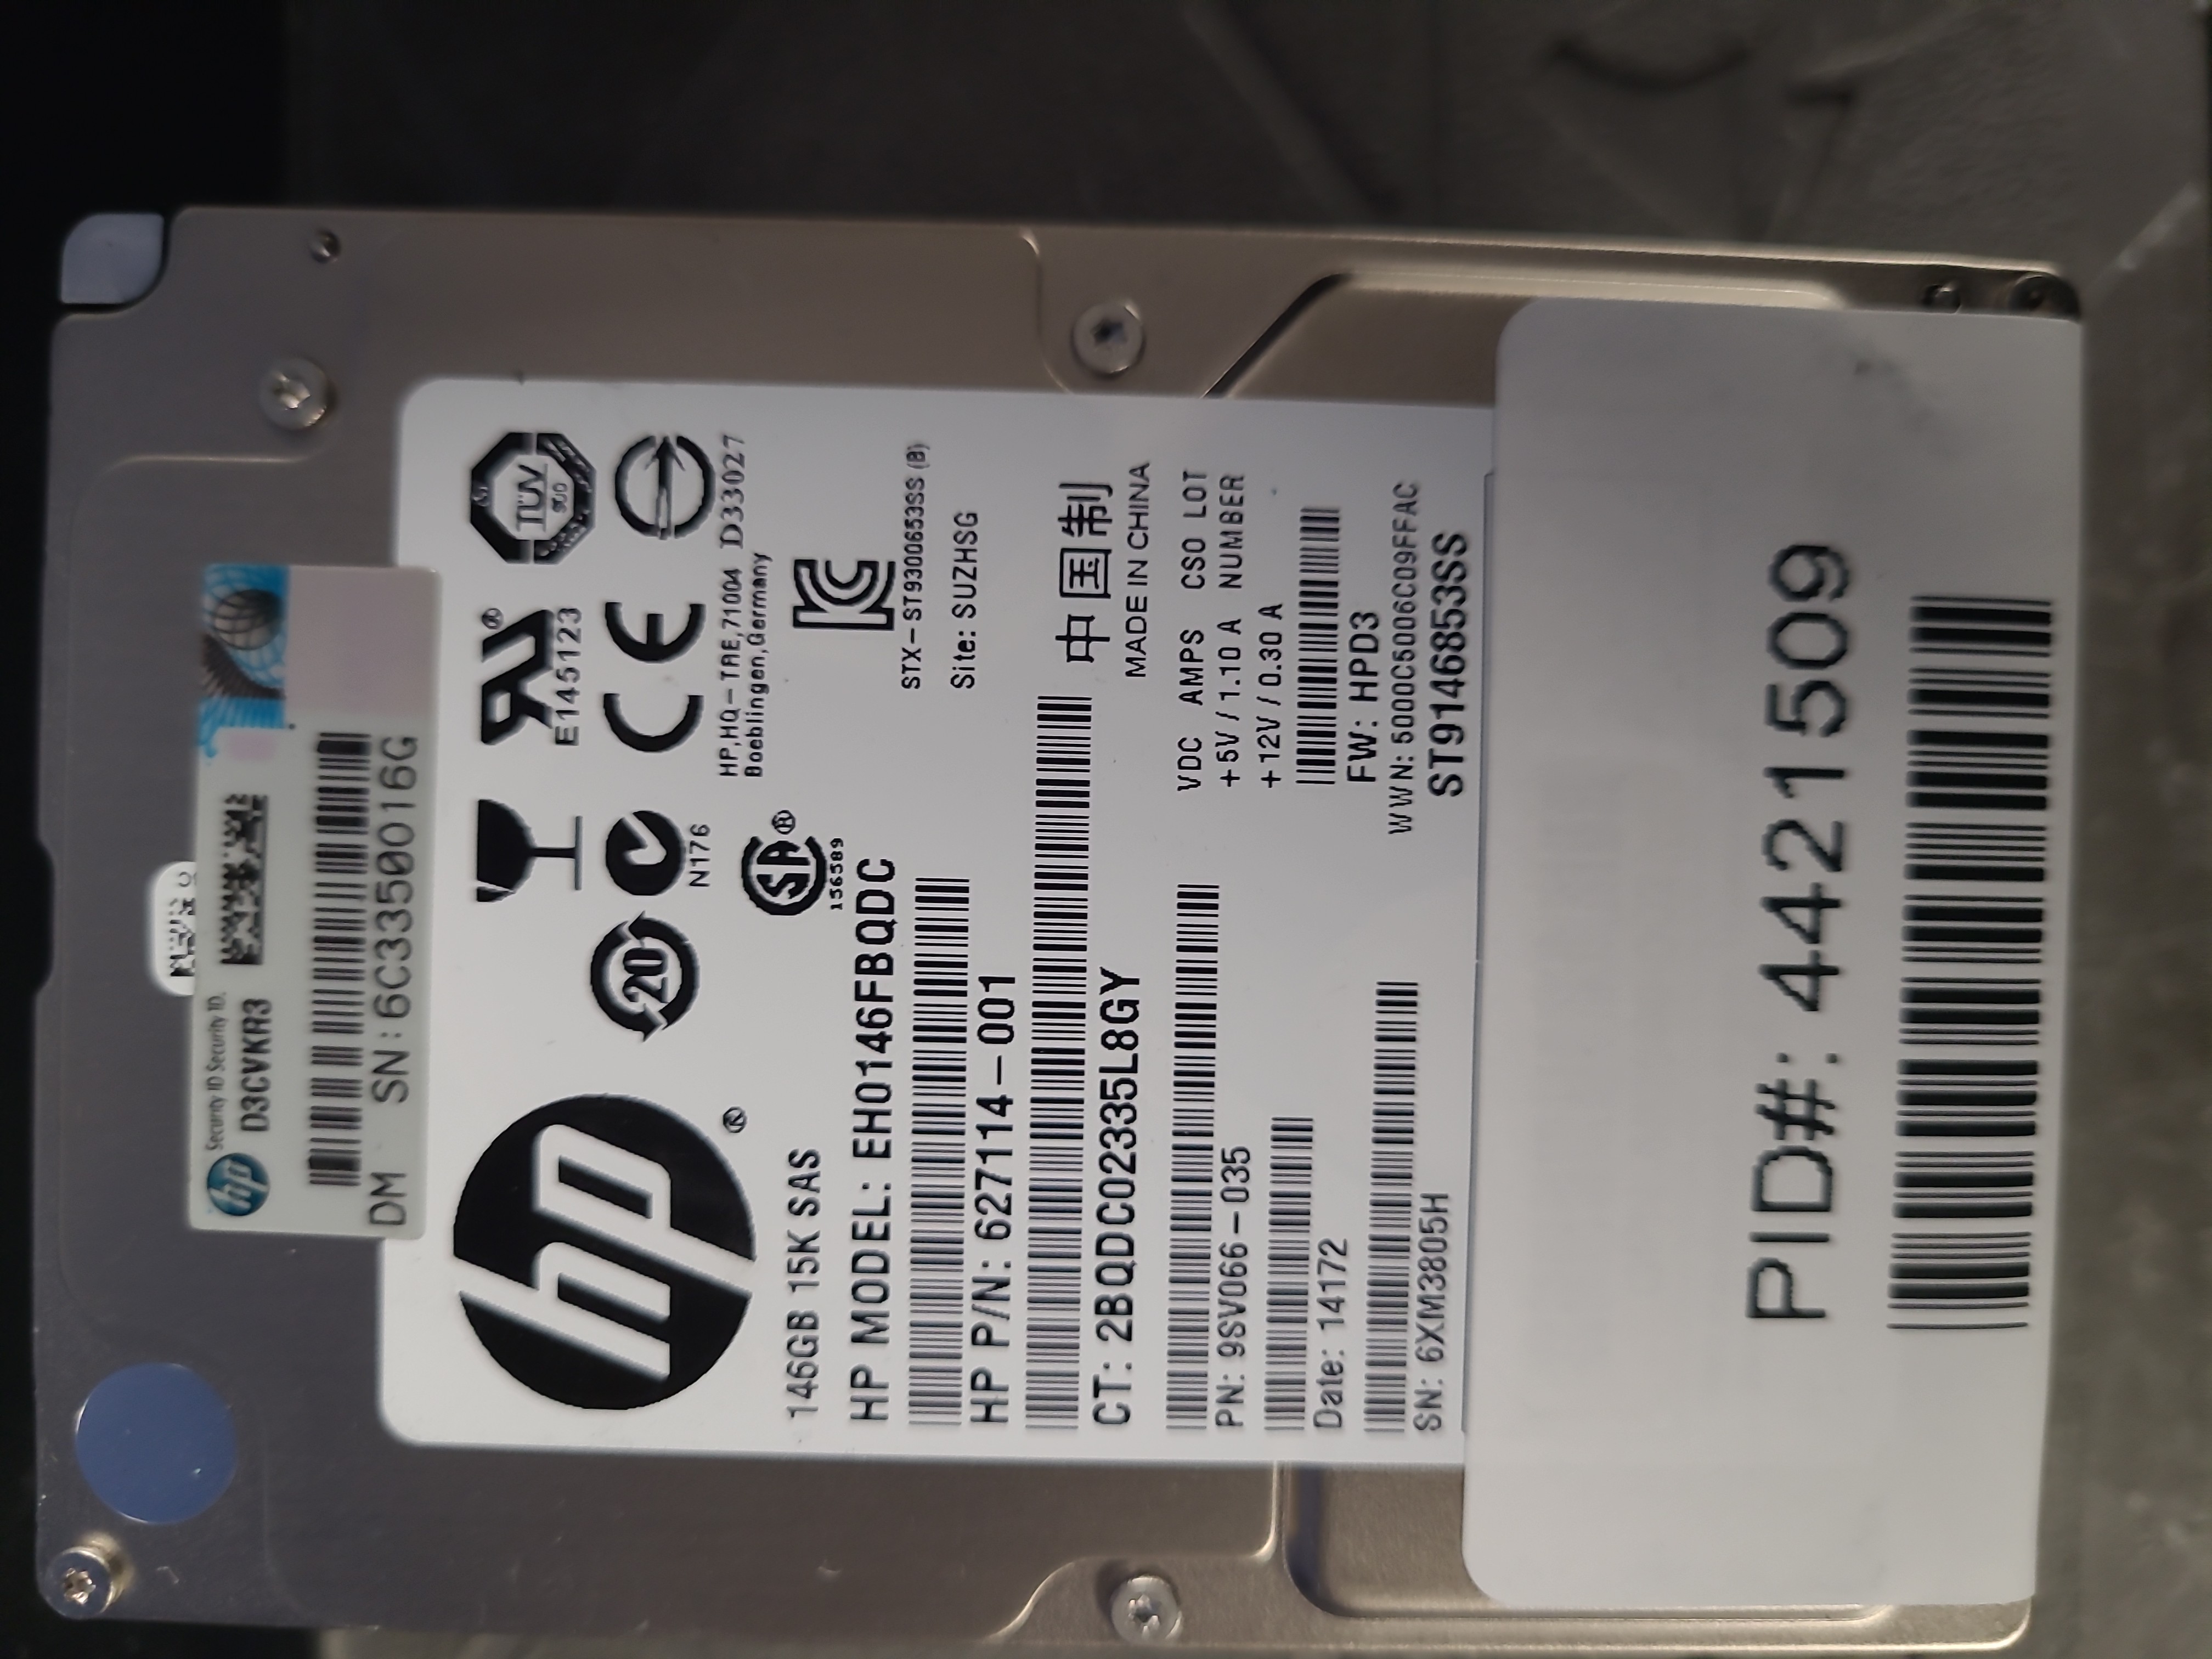 hp Security ID Security ID.
D3CVKR3
DM SN:6C3350016G
hp ®
E145123
TÜV
SÜD
20
N176
CE
HP,HQ-TRE,71004 D33027
Boeblingen,Germany
SA ®
156589
146GB 15K SAS
HP MODEL: EH0146FBQDC
STX-ST9300653SS (B)
HP P/N: 627114-001
Site: SUZHSG
CT: 2BQDC02335L8GY
中国制
MADE IN CHINA
PN: 9SV066-035
VDC AMPS CSO LOT
+5V / 1.10 A NUMBER
+12V / 0.30 A
Date: 14172
FW: HPD3
WWN: 5000C5006C09FFAC
SN: 6XM3805H
ST9146853SS
PID#: 4421509